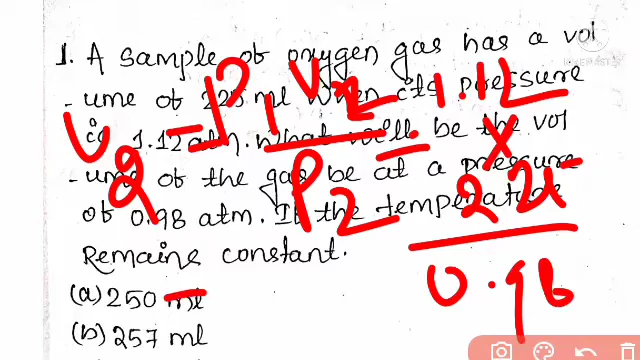 1. A sample of oxygen gas has a vol
-ume of 225 ml when its pressure
is 1.12 atm. What will be the vol
-ume of the gas be at a pressure
of 0.98 atm. If the temperature
Remains constant.
(a) 250 ml
(b) 257 ml
V2 = P1 V1 / P2 = 1.12 × 225 / 0.98